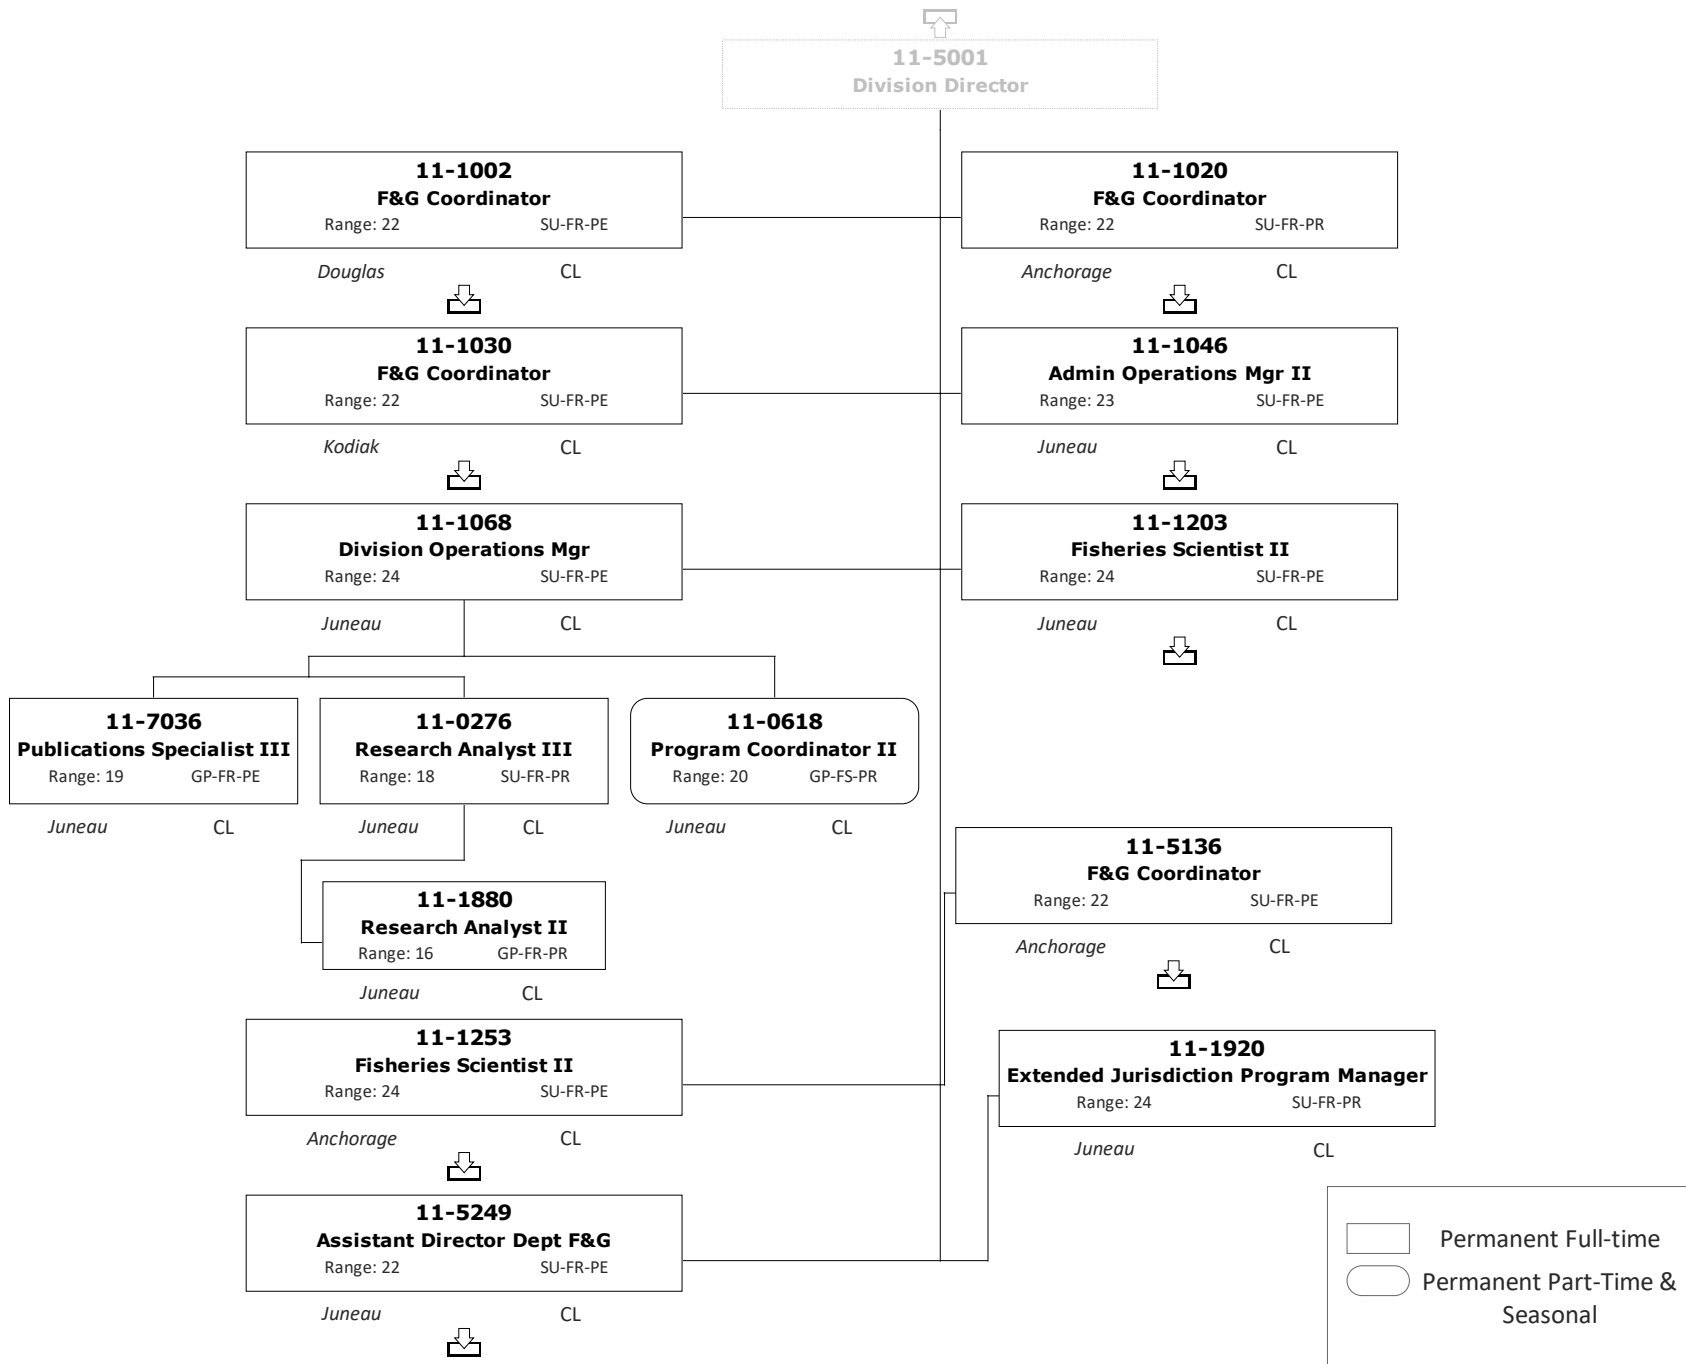 11-5001
Division Director
11-1002
F&G Coordinator
Range: 22 SU-FR-PE
Douglas CL
11-1020
F&G Coordinator
Range: 22 SU-FR-PR
Anchorage CL
11-1030
F&G Coordinator
Range: 22 SU-FR-PE
Kodiak CL
11-1046
Admin Operations Mgr II
Range: 23 SU-FR-PE
Juneau CL
11-1068
Division Operations Mgr
Range: 24 SU-FR-PE
Juneau CL
11-1203
Fisheries Scientist II
Range: 24 SU-FR-PE
Juneau CL
11-7036
Publications Specialist III
Range: 19 GP-FR-PE
Juneau CL
11-0276
Research Analyst III
Range: 18 SU-FR-PR
Juneau CL
11-0618
Program Coordinator II
Range: 20 GP-FS-PR
Juneau CL
11-5136
F&G Coordinator
Range: 22 SU-FR-PE
Anchorage CL
11-1880
Research Analyst II
Range: 16 GP-FR-PR
Juneau CL
11-1253
Fisheries Scientist II
Range: 24 SU-FR-PE
Anchorage CL
11-1920
Extended Jurisdiction Program Manager
Range: 24 SU-FR-PR
Juneau CL
11-5249
Assistant Director Dept F&G
Range: 22 SU-FR-PE
Juneau CL
Permanent Full-time
Permanent Part-Time &
Seasonal